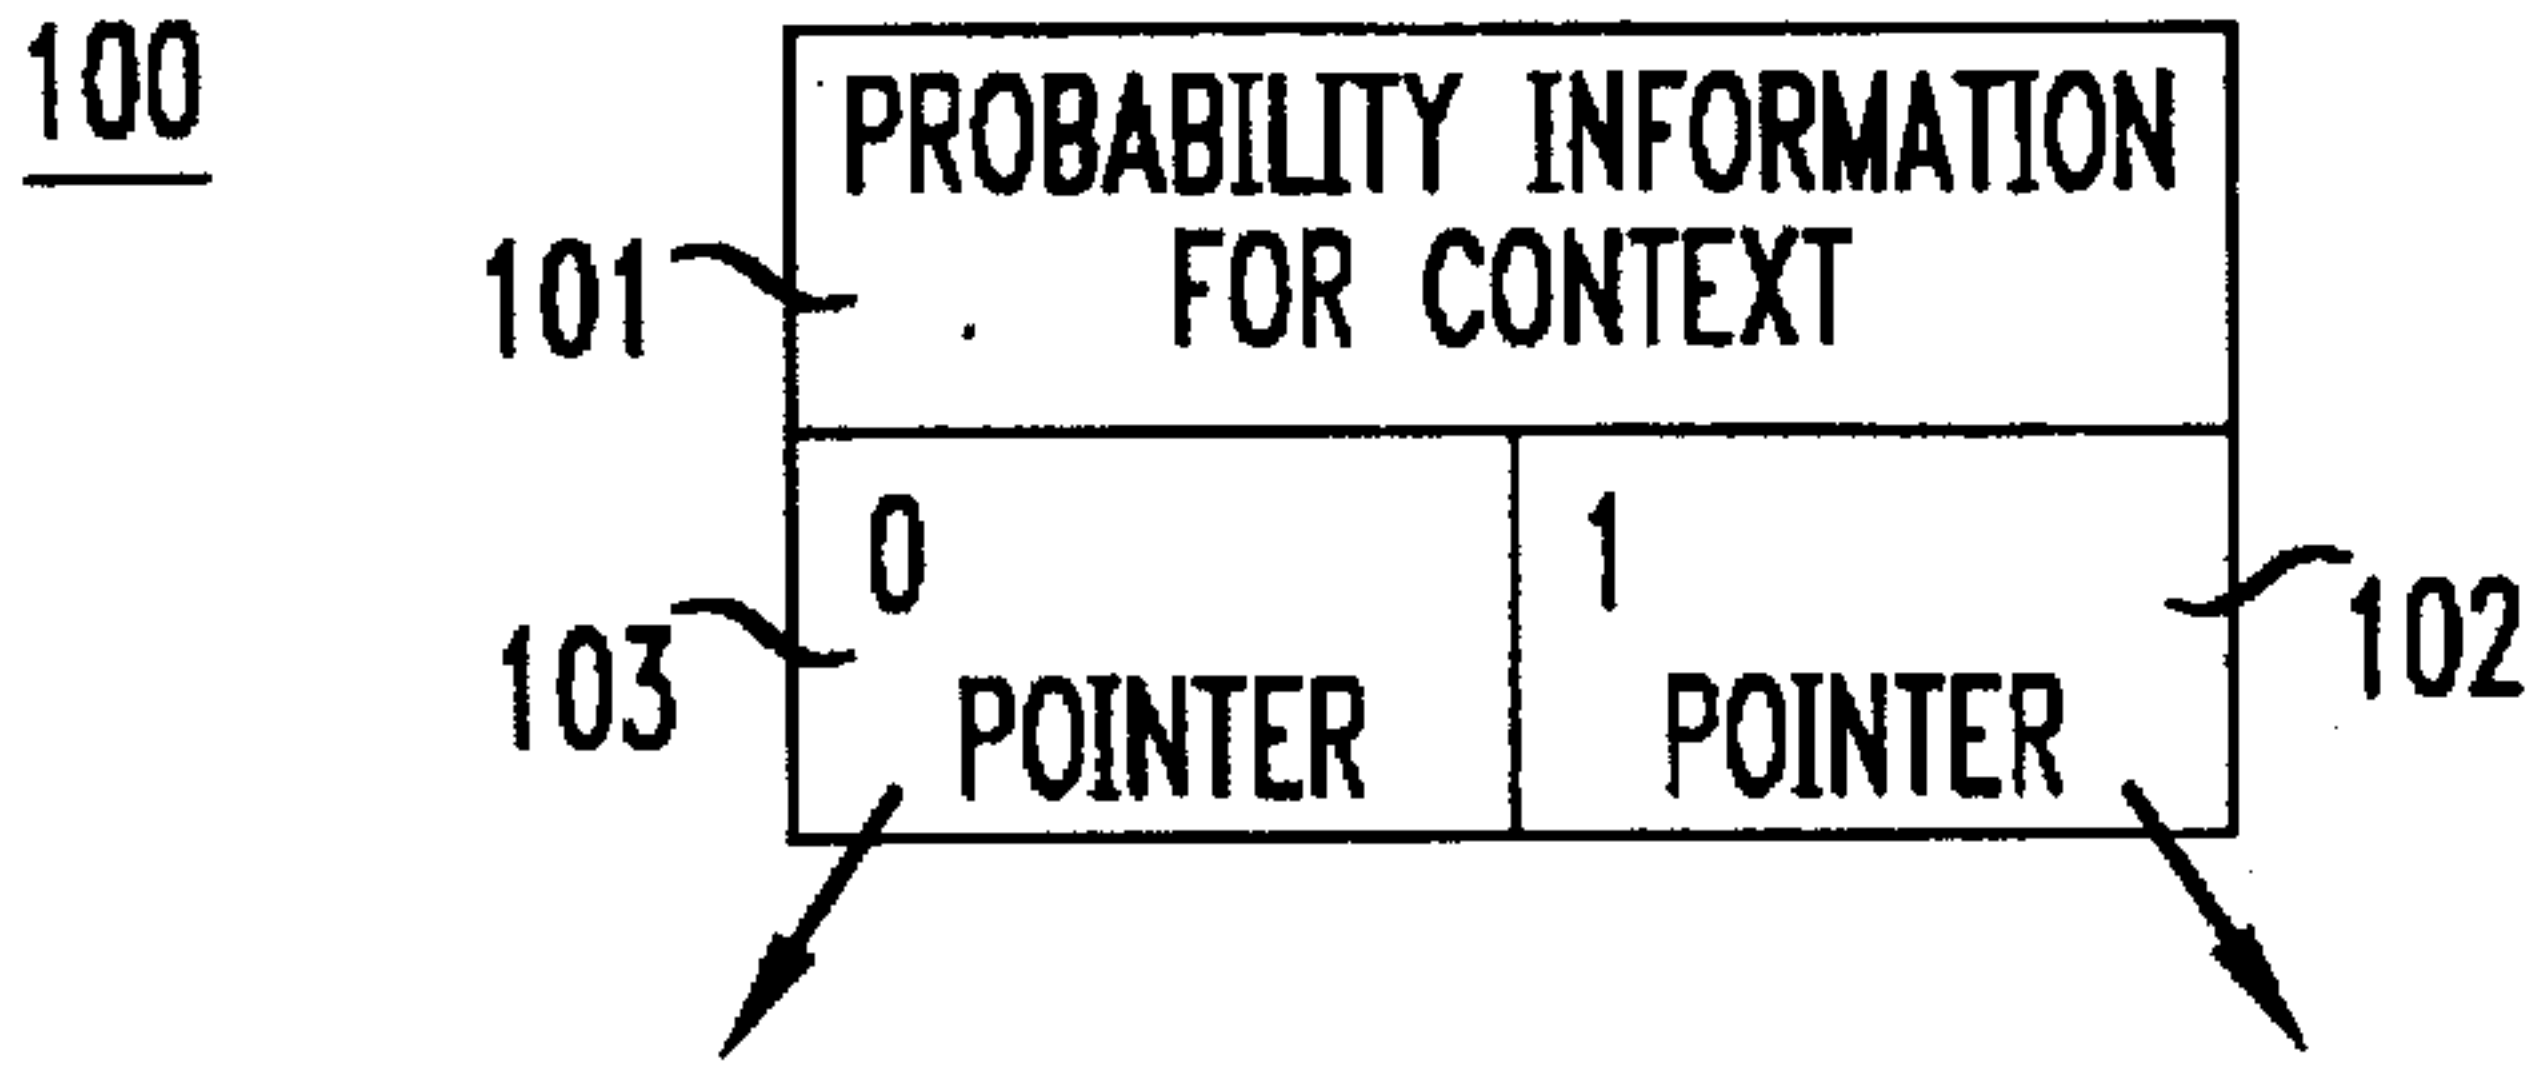 100
PROBABILITY INFORMATION
FOR CONTEXT
101
0
1
103
102
POINTER
POINTER